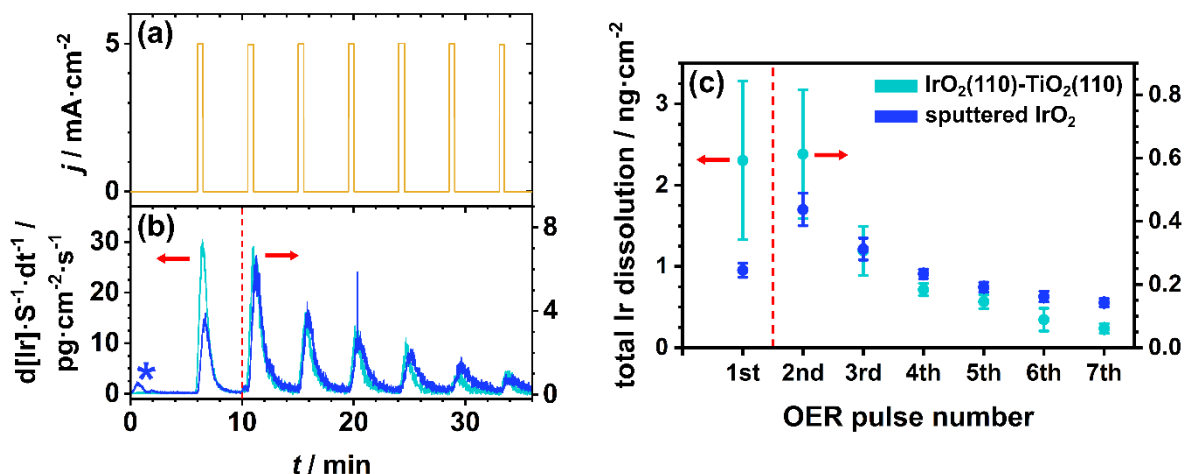 (a)
j / mA·cm⁻²
5
0
(b)
d[Ir]·S⁻¹·dt⁻¹ /
pg·cm⁻²·s⁻¹
30
20
10
0
8
4
0
*
0 10 20 30
t / min
(c)
IrO₂(110)-TiO₂(110)
sputtered IrO₂
total Ir dissolution / ng·cm⁻²
3
2
1
0
0.8
0.6
0.4
0.2
0.0
1st 2nd 3rd 4th 5th 6th 7th
OER pulse number